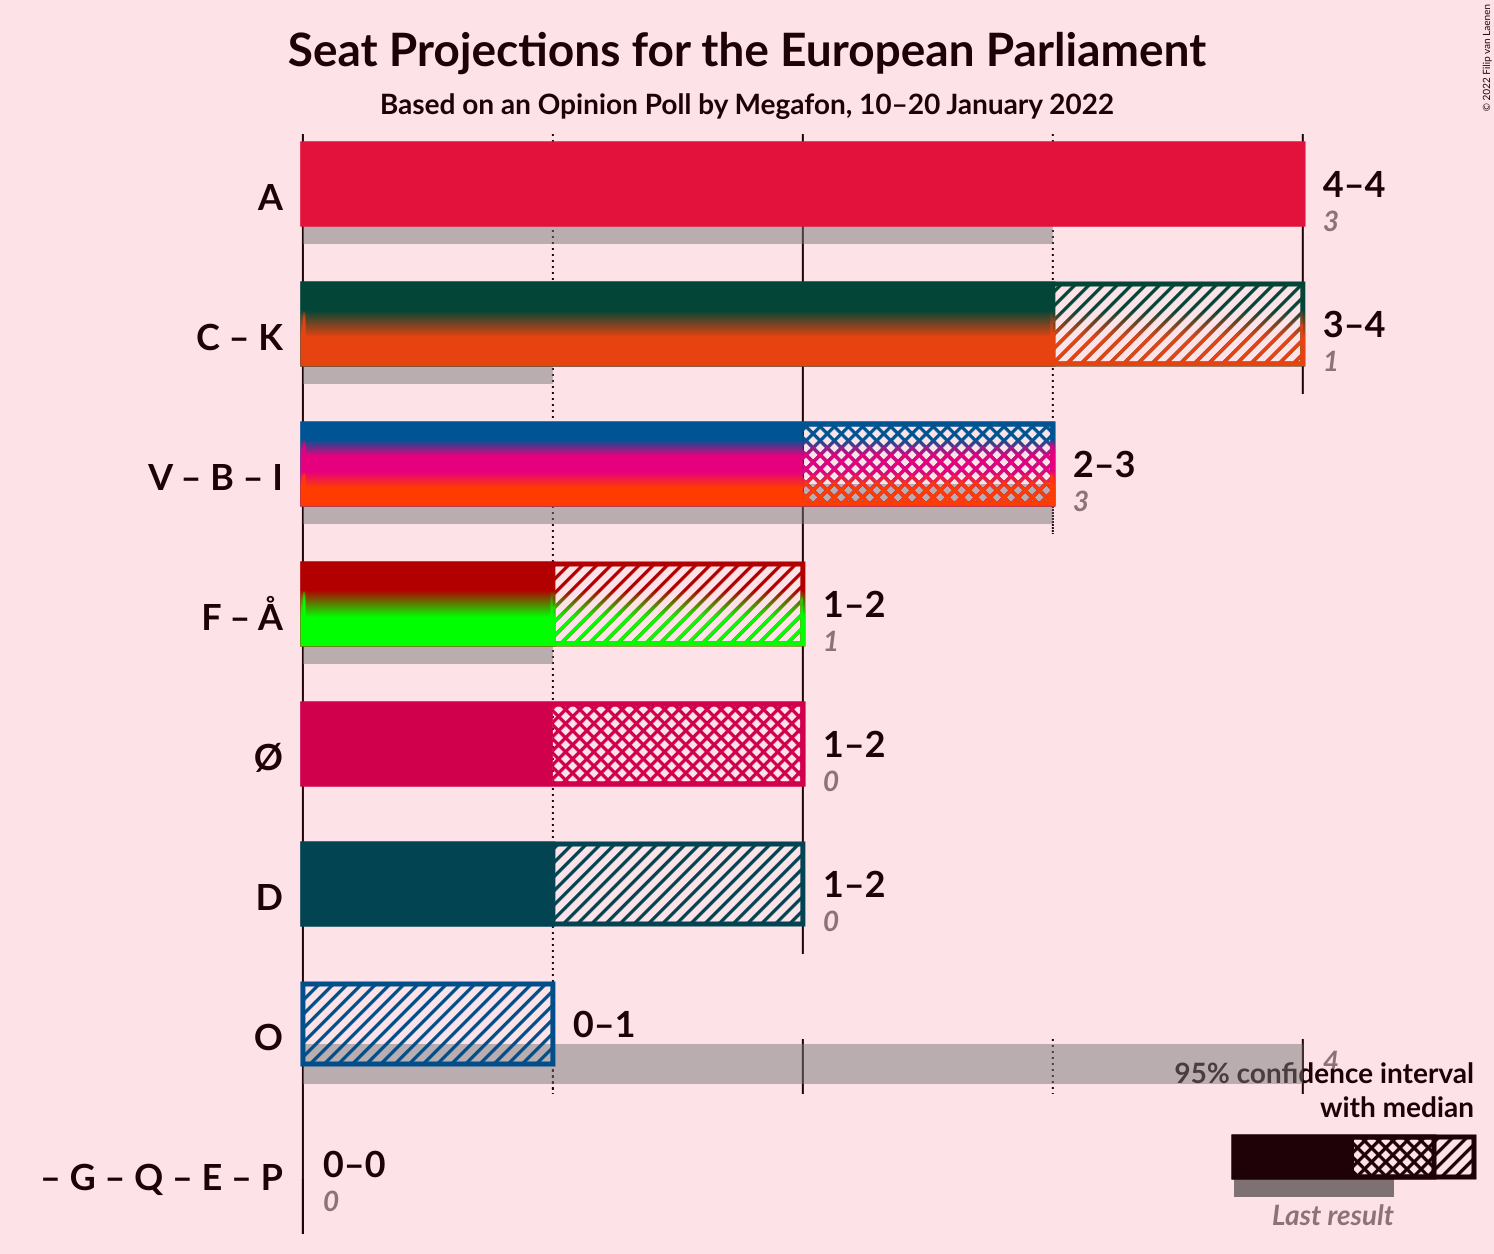 Seat Projections for the European Parliament
Based on an Opinion Poll by Megafon, 10–20 January 2022
© 2022 Filip van Laenen
A
4–4
3
C – K
3–4
1
V – B – I
2–3
3
F – Å
1–2
1
Ø
1–2
0
D
1–2
0
O
0–1
4
– G – Q – E – P
0–0
0
95% confidence interval
with median
Last result